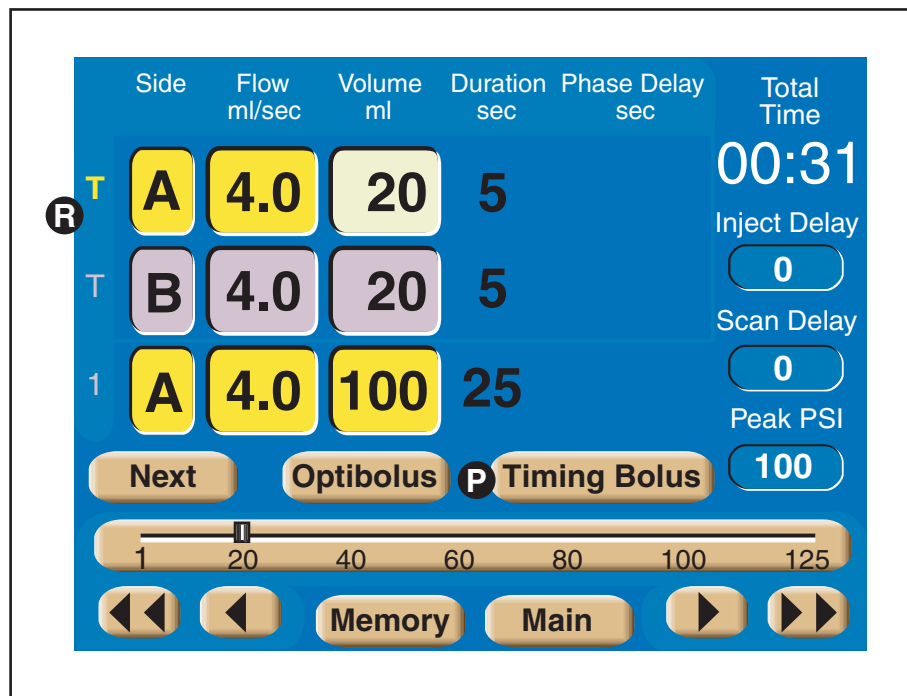 Side Flow ml/sec Volume ml Duration sec Phase Delay sec
Total Time
00:31
T A 4.0 20 5
R
Inject Delay
0
T B 4.0 20 5
Scan Delay
0
1 A 4.0 100 25
Peak PSI
100
Next Optibolus P Timing Bolus
1 20 40 60 80 100 125
Memory Main